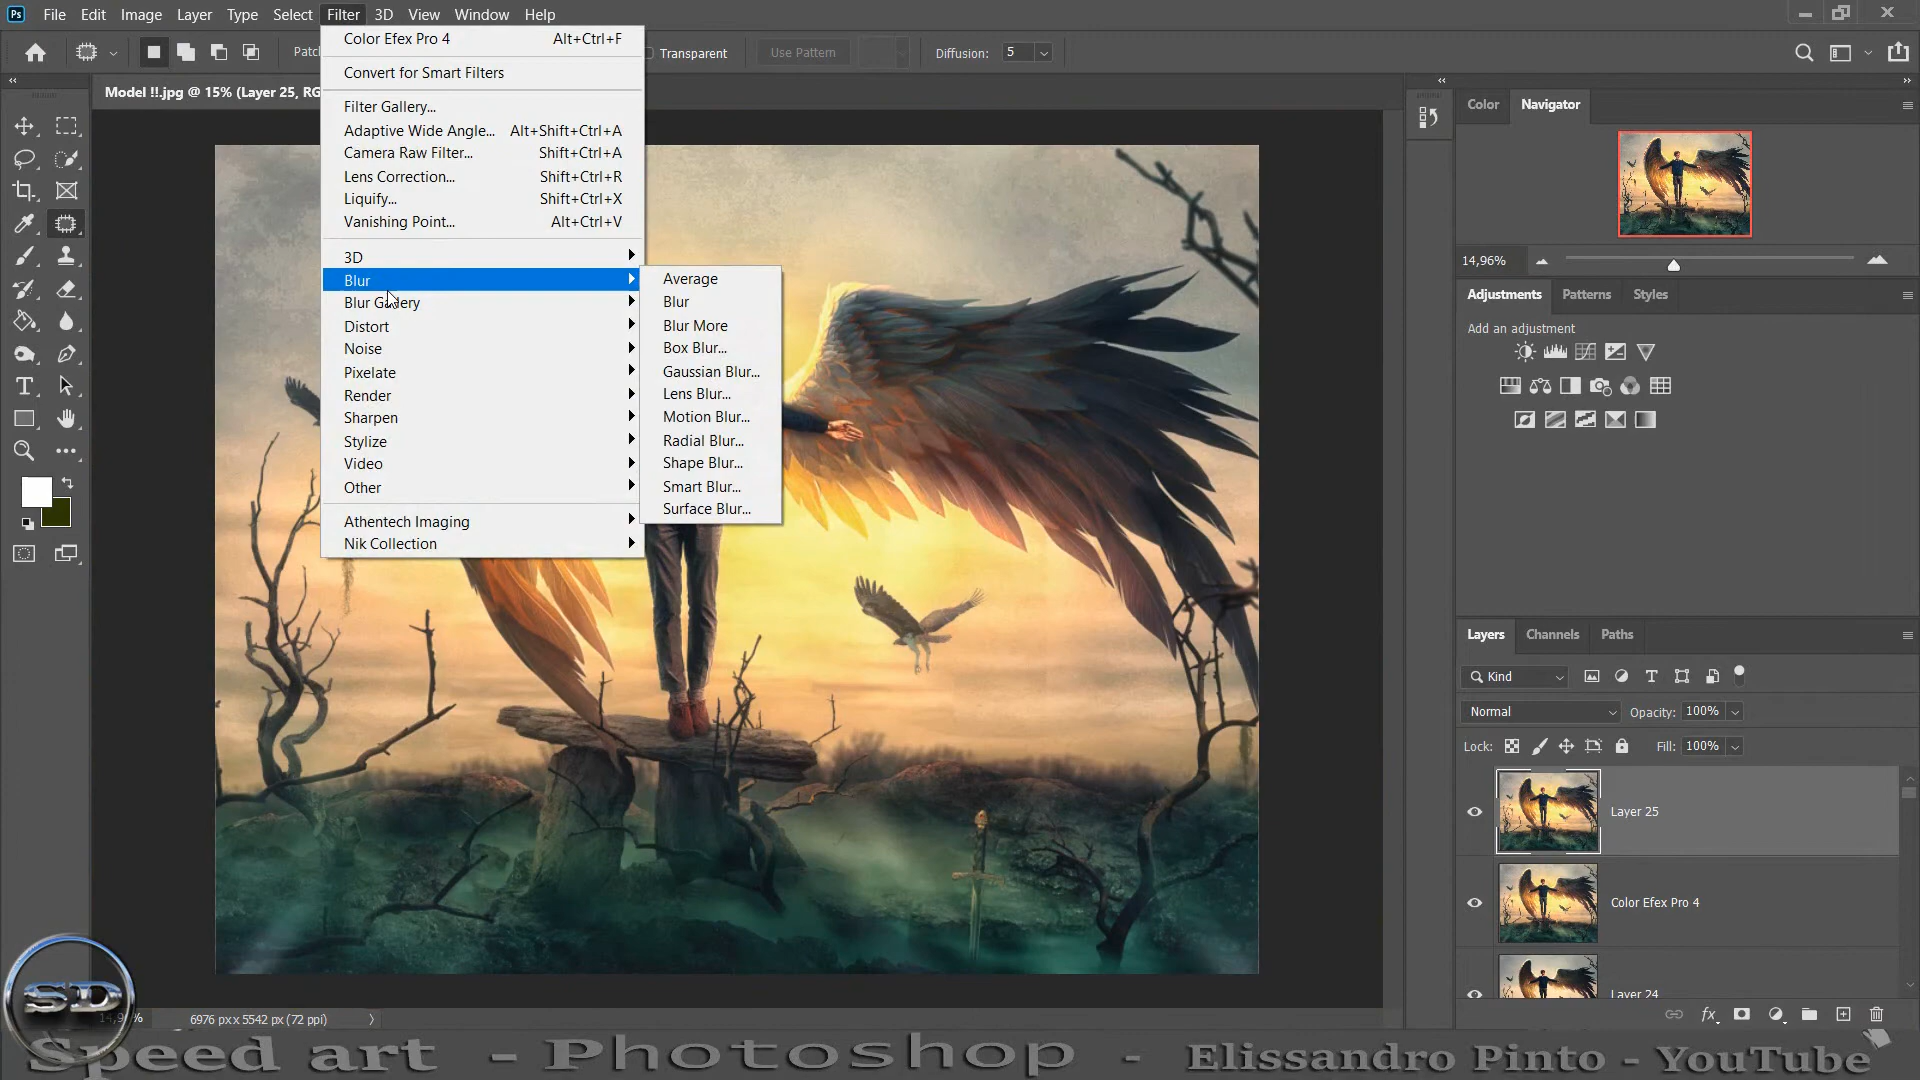 Ps File Edit Image Layer Type Select Filter 3D View Window Help
Patch Transparent Use Pattern Diffusion: 5
Model !!.jpg @ 15% (Layer 25, RG
Color Efex Pro 4 Alt+Ctrl+F
Convert for Smart Filters
Filter Gallery...
Adaptive Wide Angle... Alt+Shift+Ctrl+A
Camera Raw Filter... Shift+Ctrl+A
Lens Correction... Shift+Ctrl+R
Liquify... Shift+Ctrl+X
Vanishing Point... Alt+Ctrl+V
3D
Blur
Blur Gallery
Distort
Noise
Pixelate
Render
Sharpen
Stylize
Video
Other
Athentech Imaging
Nik Collection
Average
Blur
Blur More
Box Blur...
Gaussian Blur...
Lens Blur...
Motion Blur...
Radial Blur...
Shape Blur...
Smart Blur...
Surface Blur...
Color Navigator
14,96%
Adjustments Patterns Styles
Add an adjustment
Layers Channels Paths
Kind
Normal Opacity: 100%
Lock: Fill: 100%
Layer 25
Color Efex Pro 4
Layer 24
SD
14,96% 6976 px x 5542 px (72 ppi)
Speed art - Photoshop - Elissandro Pinto - YouTube